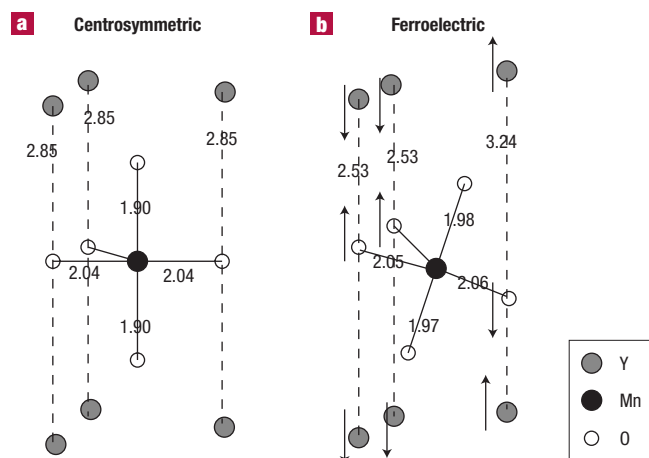 a Centrosymmetric
2.85
2.85
2.85
1.90
2.04
2.04
1.90
b Ferroelectric
3.24
2.53
2.53
1.98
2.05
2.06
1.97
Y
Mn
O